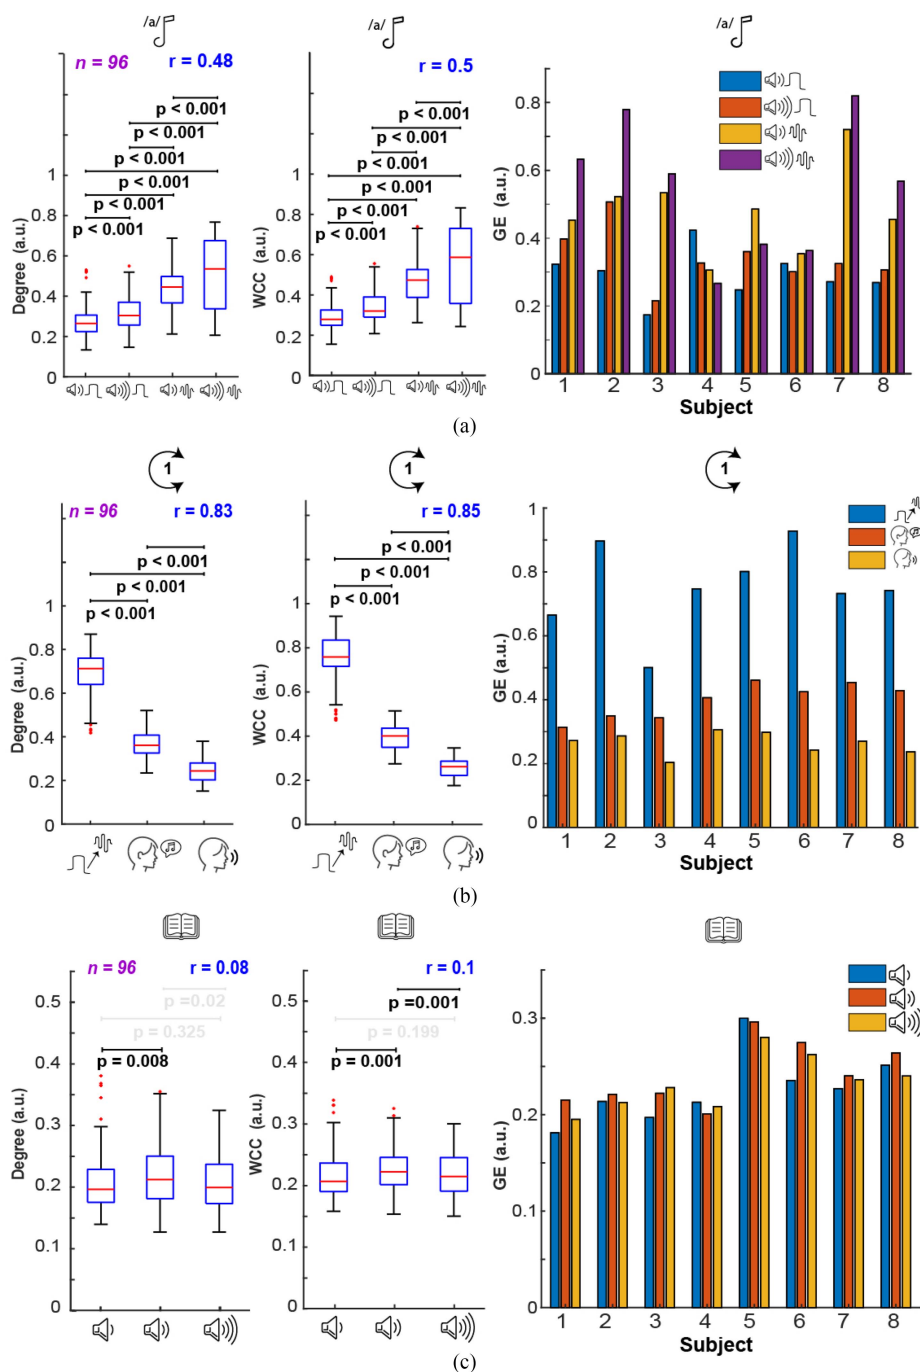 /a/
/a/
/a/
n = 96
r = 0.48
p < 0.001
p < 0.001
p < 0.001
p < 0.001
p < 0.001
p < 0.001
1
0.8
0.6
0.4
0.2
0
Degree (a.u.)
r = 0.5
p < 0.001
p < 0.001
p < 0.001
p < 0.001
p < 0.001
p < 0.001
1
0.8
0.6
0.4
0.2
0
WCC (a.u.)
0.8
0.6
0.4
0.2
0
GE (a.u.)
1 2 3 4 5 6 7 8
Subject
(a)
1
1
1
n = 96
r = 0.83
p < 0.001
p < 0.001
p < 0.001
1
0.8
0.6
0.4
0.2
0
Degree (a.u.)
r = 0.85
p < 0.001
p < 0.001
p < 0.001
1
0.8
0.6
0.4
0.2
0
WCC (a.u.)
1
0.8
0.6
0.4
0.2
0
GE (a.u.)
1 2 3 4 5 6 7 8
Subject
(b)
n = 96
r = 0.08
p =0.02
p = 0.325
p = 0.008
0.5
0.4
0.3
0.2
0.1
0
Degree (a.u.)
r = 0.1
p =0.001
p = 0.199
p = 0.001
0.5
0.4
0.3
0.2
0.1
0
WCC (a.u.)
0.3
0.2
0.1
0
GE (a.u.)
1 2 3 4 5 6 7 8
Subject
(c)